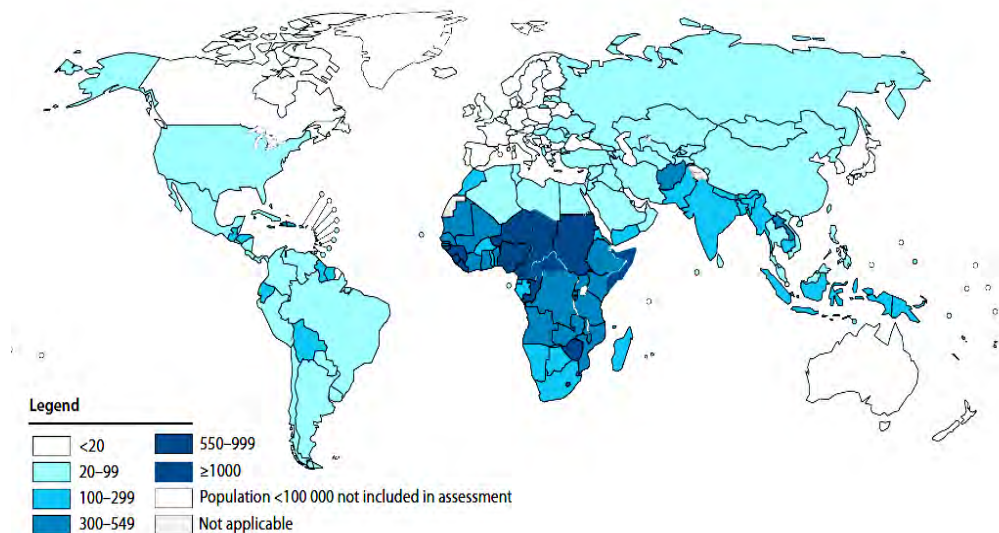 Legend
<20
20–99
100–299
300–549
550–999
≥1000
Population <100 000 not included in assessment
Not applicable